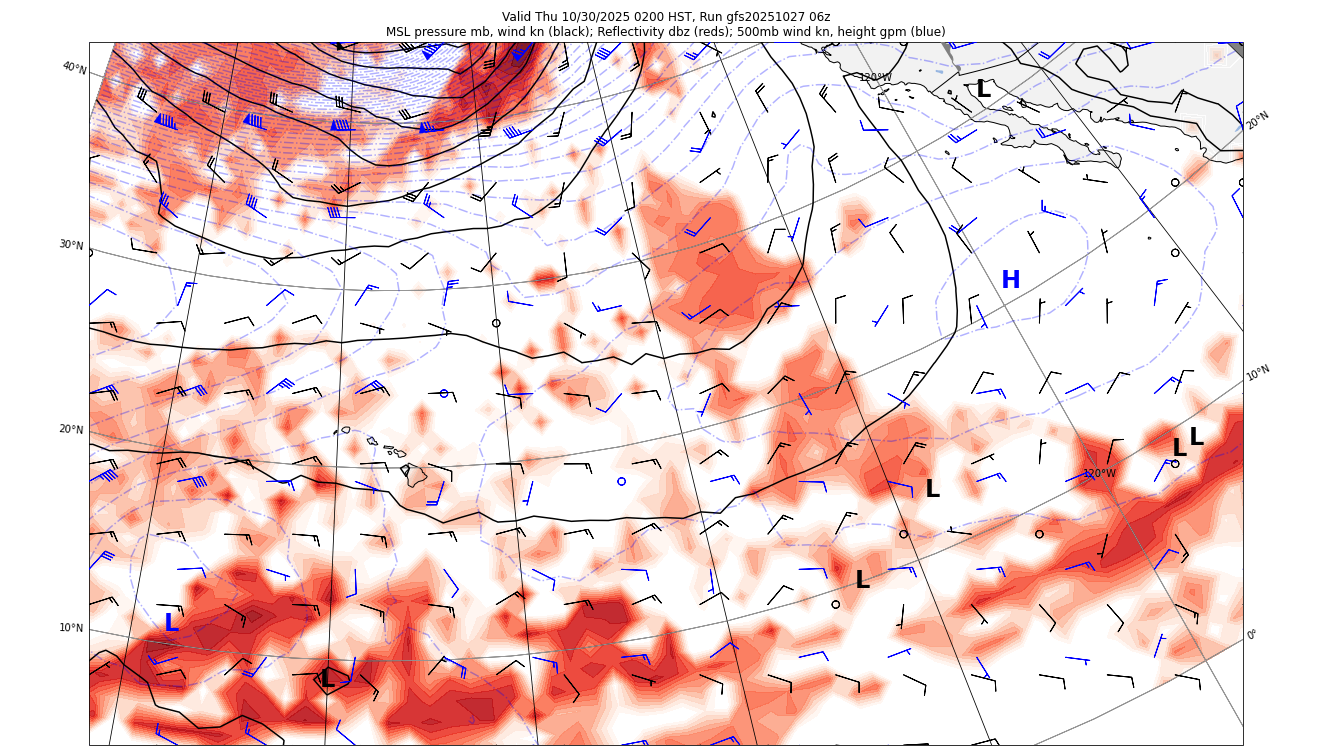 Valid Thu 10/30/2025 0200 HST, Run gfs20251027 06z
MSL pressure mb, wind kn (black); Reflectivity dbz (reds); 500mb wind kn, height gpm (blue)
40°N
120°W
L
20°N
30°N
H
10°N
20°N
L
L
120°W
L
L
10°N
L
0°
L